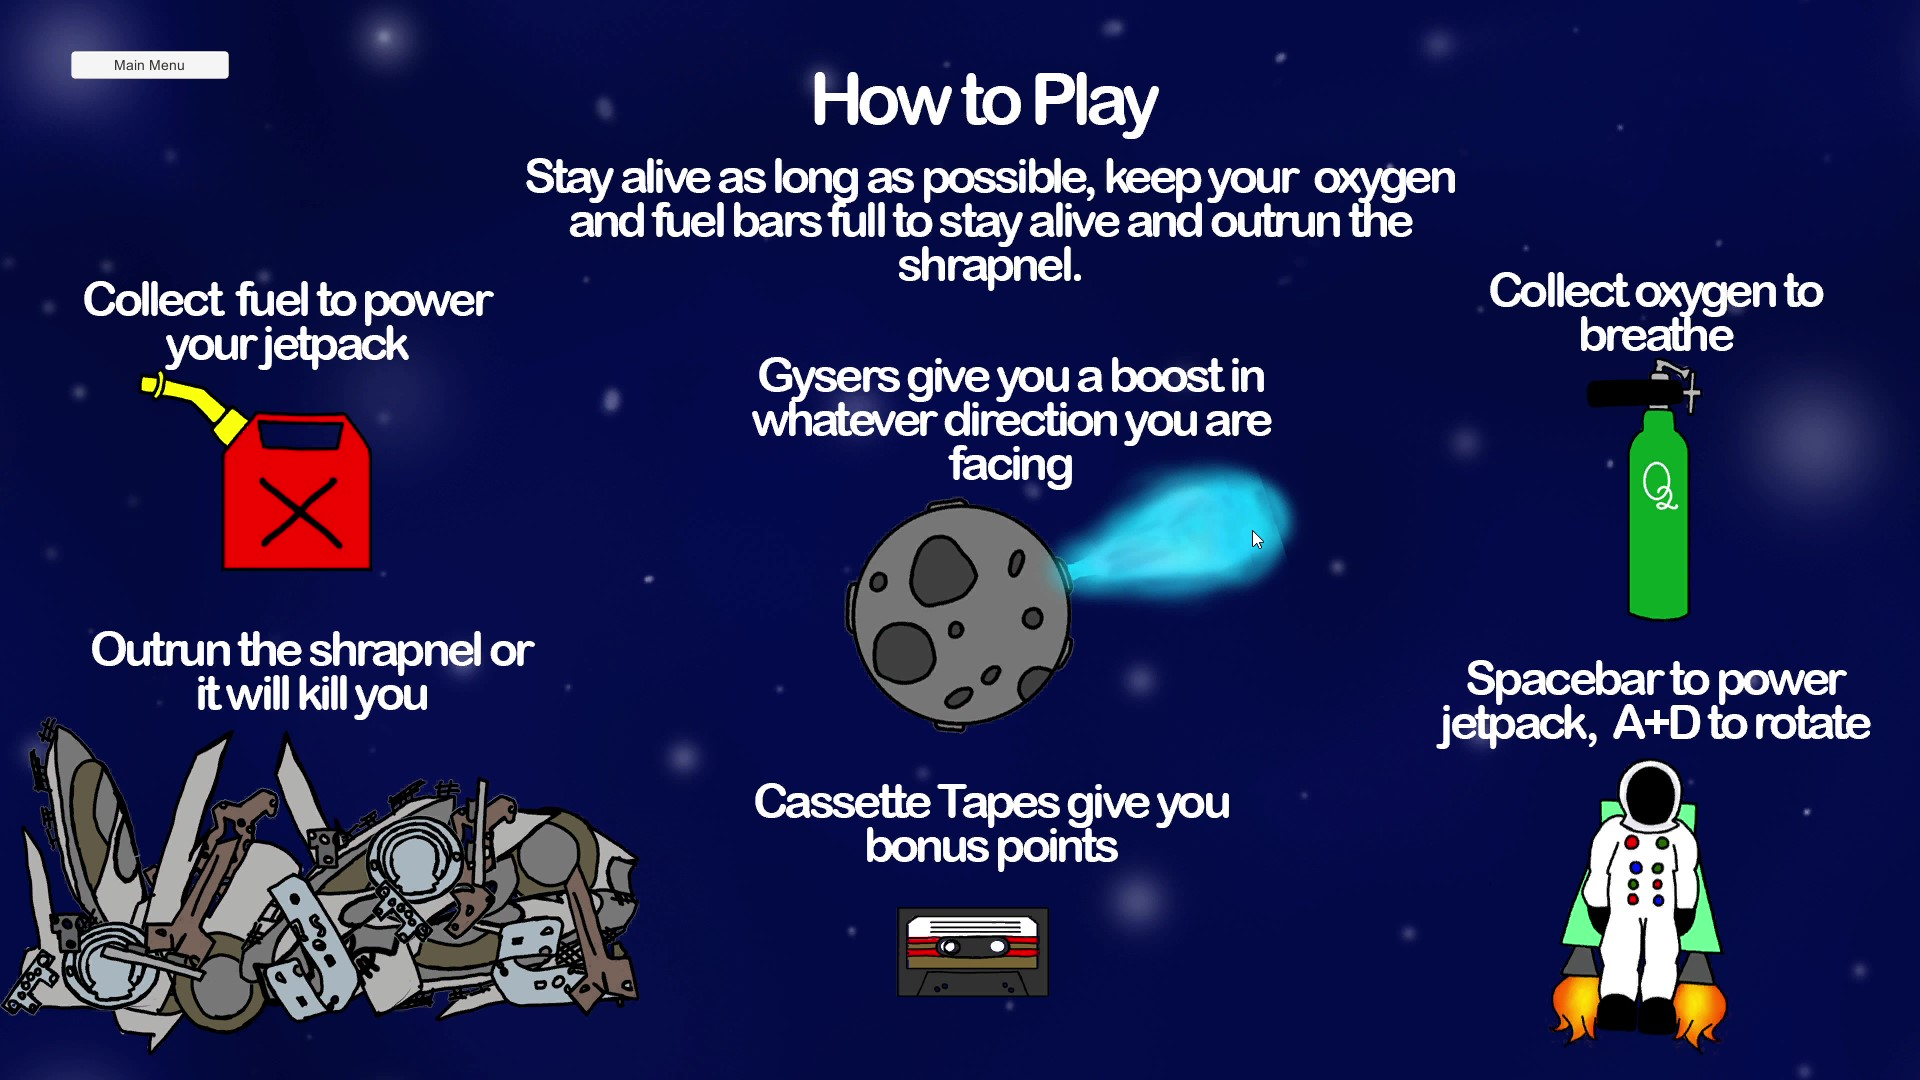 Main Menu
How to Play
Stay alive as long as possible, keep your oxygen
and fuel bars full to stay alive and outrun the
shrapnel.
Collect fuel to power
your jetpack
Gysers give you a boost in
whatever direction you are
facing
Collect oxygen to
breathe
Outrun the shrapnel or
it will kill you
Spacebar to power
jetpack, A+D to rotate
Cassette Tapes give you
bonus points